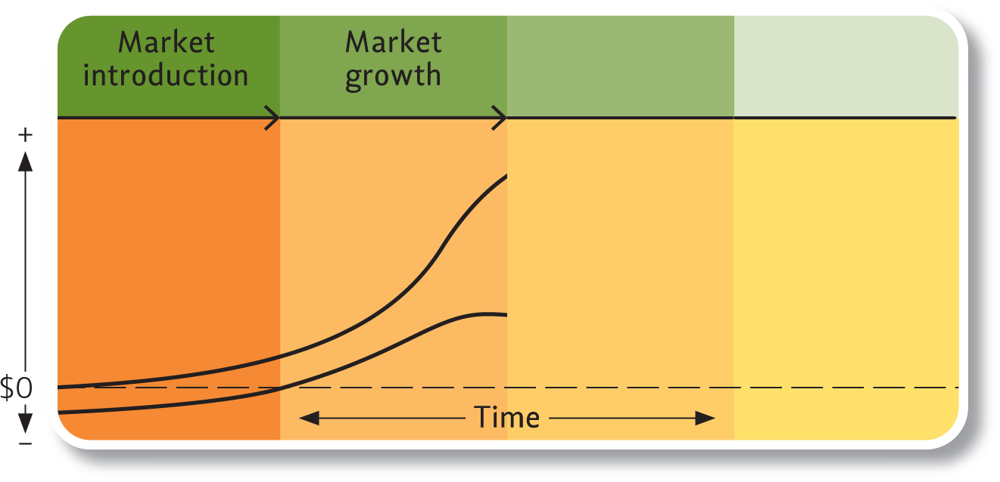 Market
introduction
Market
growth
+
$0
–
Time